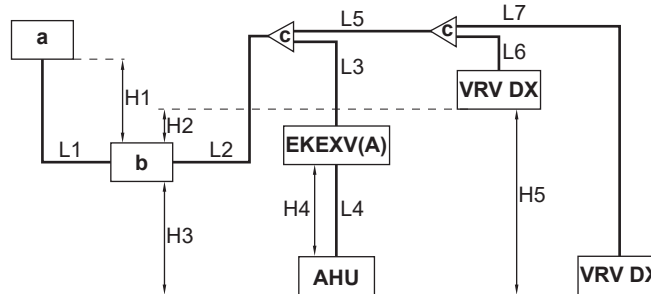 a
c
L5
c
L7
H1
L3
L6
VRV DX
H2
L1
b
L2
EKEXV(A)
H3
H4
L4
H5
AHU
VRV DX